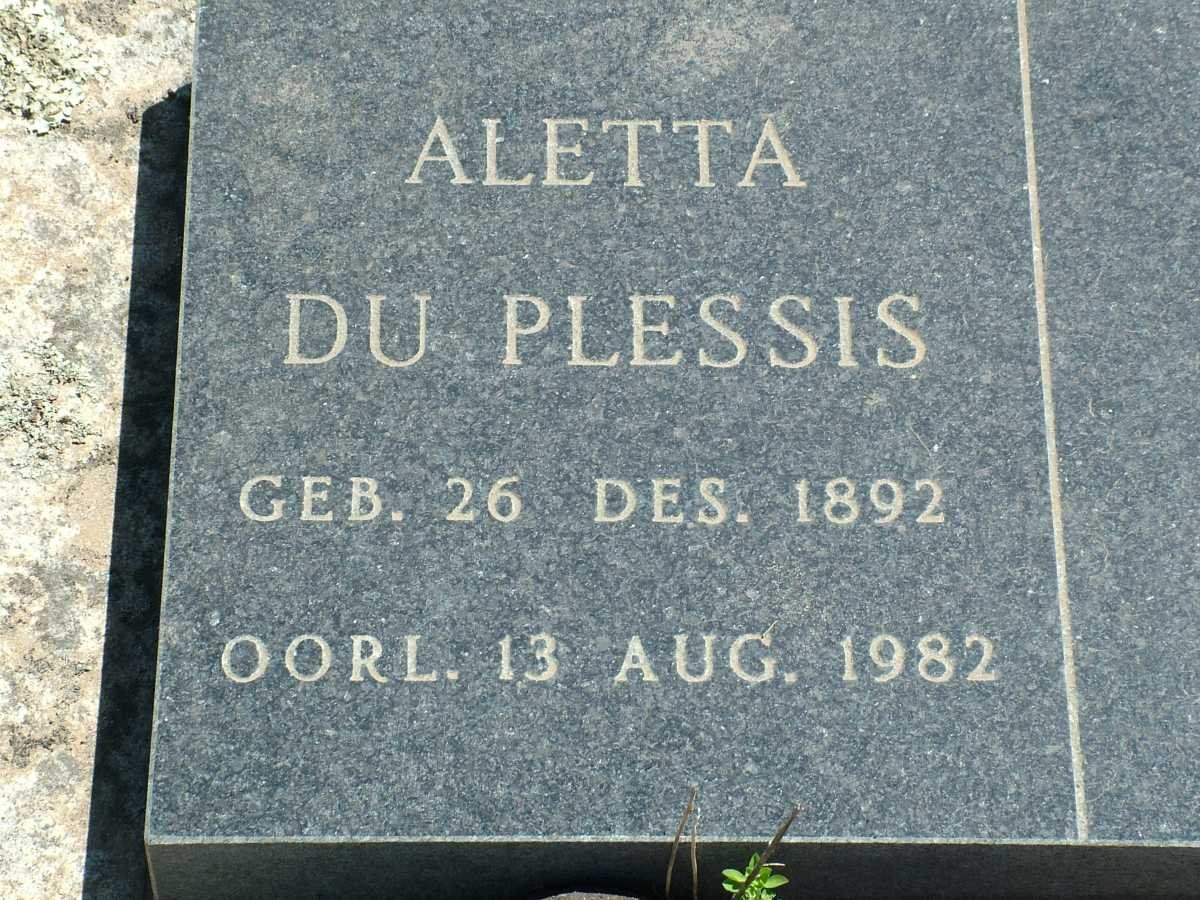 ALETTA
DU PLESSIS
GEB. 26 DES. 1892
OORL. 13 AUG. 1982